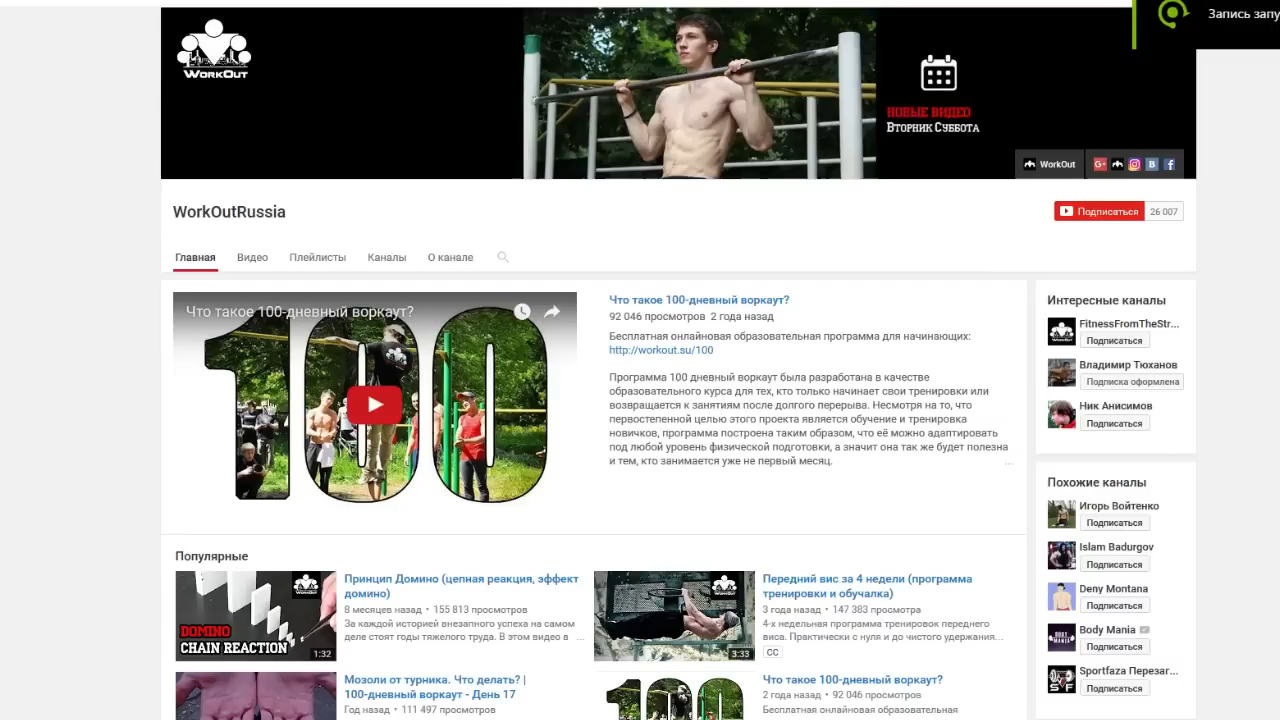 Запись запу
WorkOut
НОВЫЕ ВИДЕО
Вторник Суббота
WorkOut
WorkOutRussia
Подписаться 26 007
Главная Видео Плейлисты Каналы О канале
Что такое 100-дневный воркаут?
100
Что такое 100-дневный воркаут?
92 046 просмотров 2 года назад
Бесплатная онлайновая образовательная программа для начинающих:
http://workout.su/100
Программа 100 дневный воркаут была разработана в качестве
образовательного курса для тех, кто только начинает свои тренировки или
возвращается к занятиям после долгого перерыва. Несмотря на то, что
первостепенной целью этого проекта является обучение и тренировка
новичков, программа построена таким образом, что её можно адаптировать
под любой уровень физической подготовки, а значит она так же будет полезна
и тем, кто занимается уже не первый месяц.
...
Интересные каналы
FitnessFromTheStr...
Подписаться
Владимир Тюханов
Подписка оформлена
Ник Анисимов
Подписаться
Похожие каналы
Игорь Войтенко
Подписаться
Islam Badurgov
Подписаться
Deny Montana
Подписаться
Body Mania
Подписаться
Sportfaza Перезаг...
Подписаться
Популярные
DOMINO
CHAIN REACTION
1:32
Принцип Домино (цепная реакция, эффект
домино)
8 месяцев назад • 155 813 просмотров
За каждой историей внезапного успеха на самом
деле стоят годы тяжелого труда. В этом видео в ...
3:33
Передний вис за 4 недели (программа
тренировки и обучалка)
3 года назад • 147 383 просмотра
4-х недельная программа тренировок переднего
виса. Практически с нуля и до чистого удержания...
CC
Мозоли от турника. Что делать? |
100-дневный воркаут - День 17
Год назад • 111 497 просмотров
100
Что такое 100-дневный воркаут?
2 года назад • 92 046 просмотров
Бесплатная онлайновая образовательная